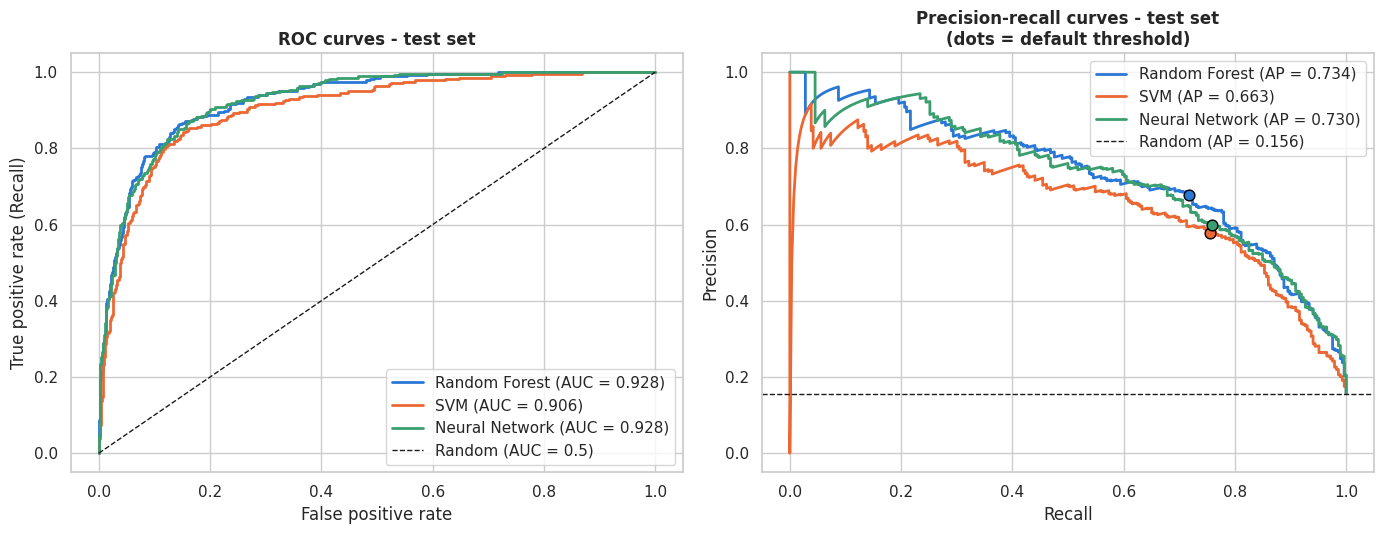 ROC curves - test set
True positive rate (Recall)
1.0
0.8
0.6
0.4
0.2
0.0
0.0 0.2 0.4 0.6 0.8 1.0
False positive rate
Random Forest (AUC = 0.928)
SVM (AUC = 0.906)
Neural Network (AUC = 0.928)
Random (AUC = 0.5)
Precision-recall curves - test set
(dots = default threshold)
Precision
1.0
0.8
0.6
0.4
0.2
0.0
0.0 0.2 0.4 0.6 0.8 1.0
Recall
Random Forest (AP = 0.734)
SVM (AP = 0.663)
Neural Network (AP = 0.730)
Random (AP = 0.156)